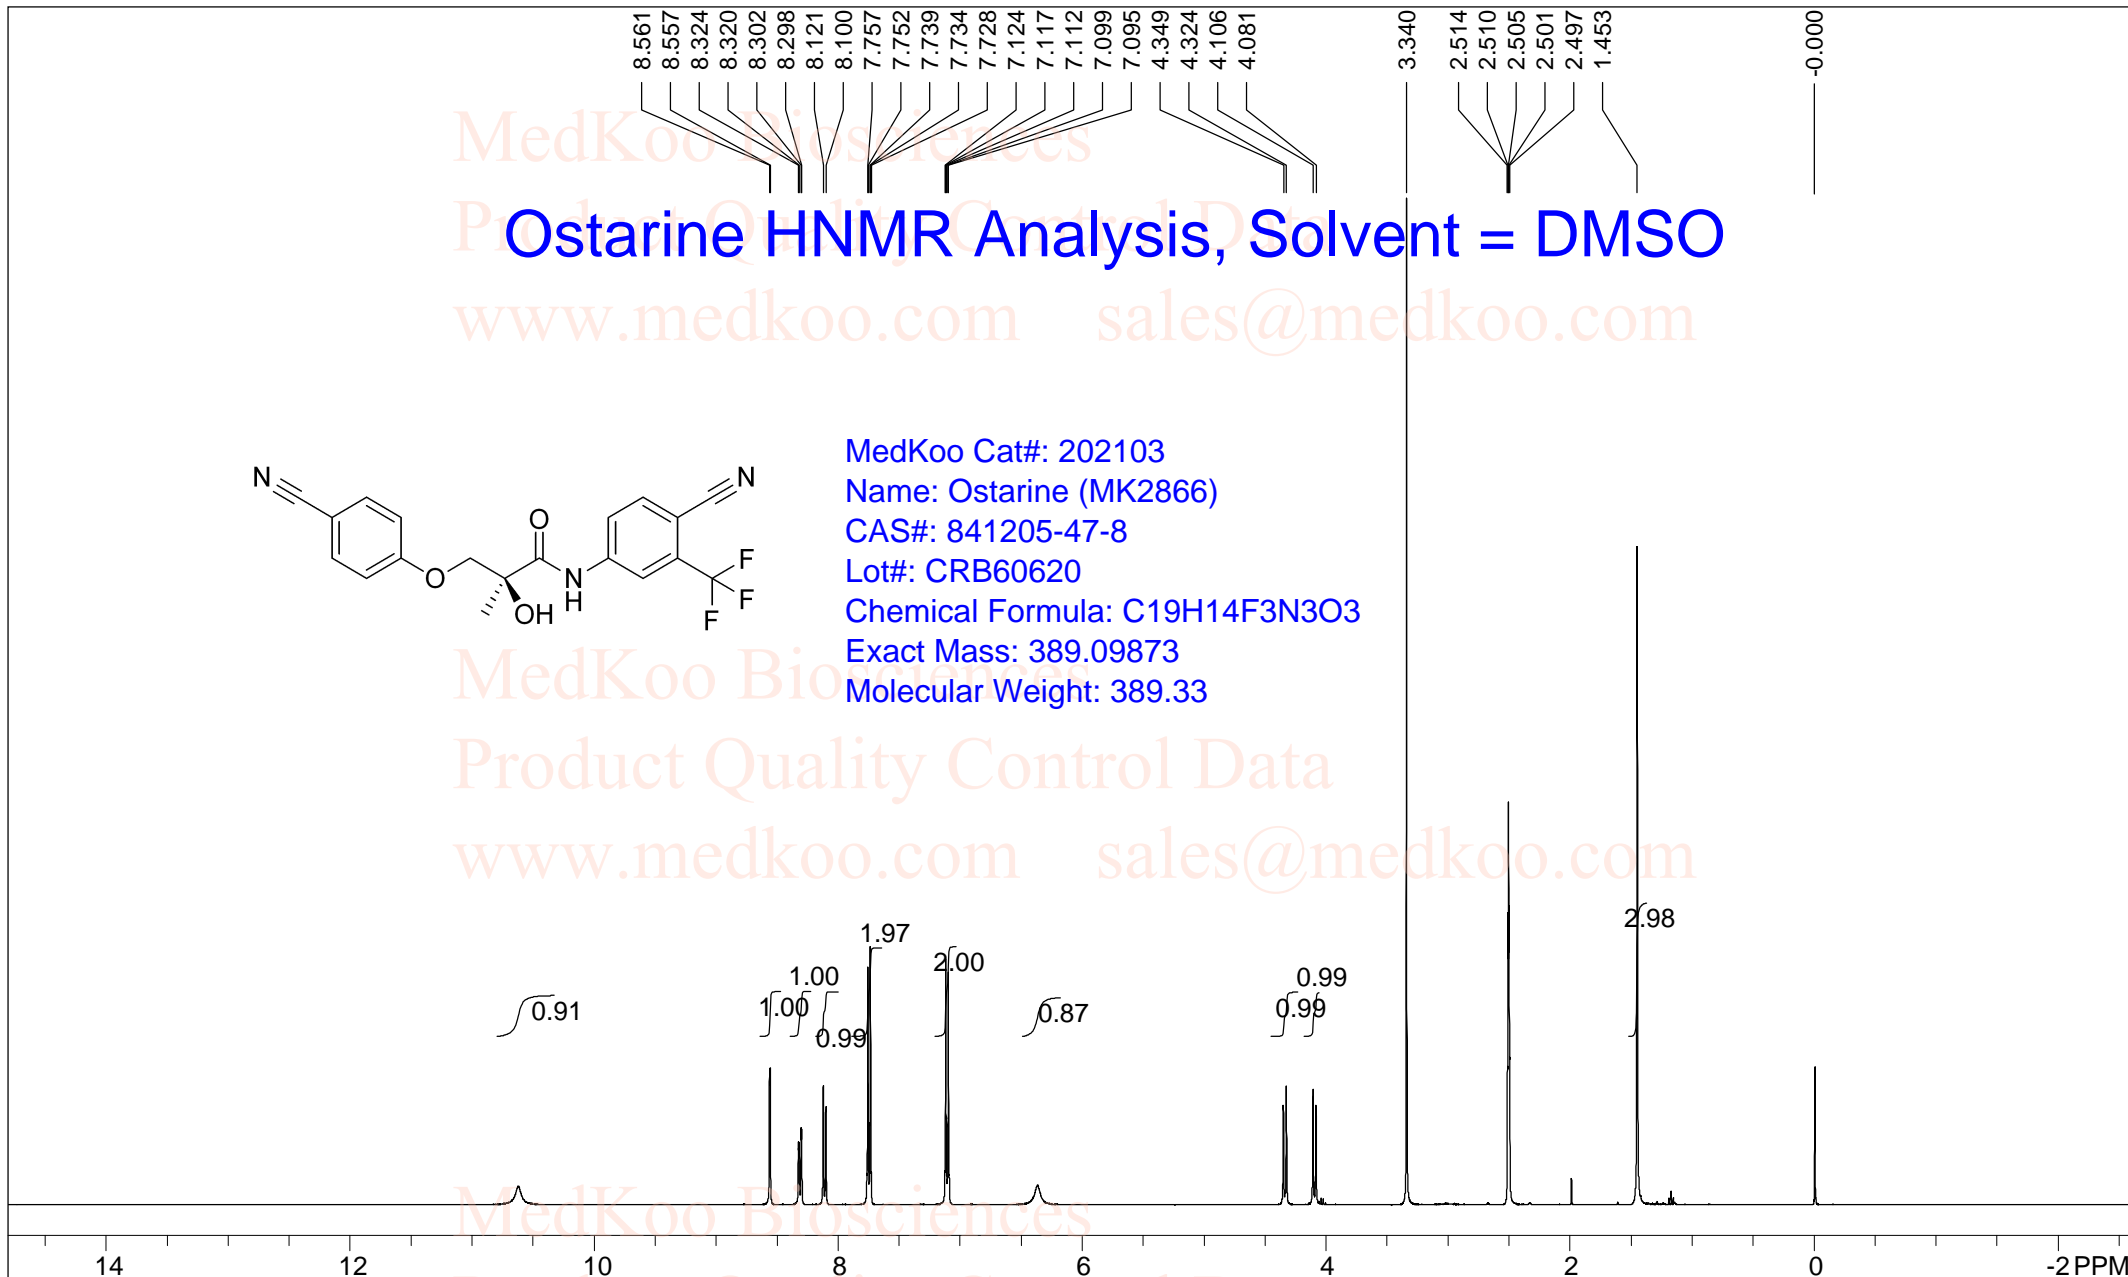 8.561 8.557 8.324 8.320 8.302 8.298 8.121 8.100 7.757 7.752 7.739 7.734 7.728 7.124 7.117 7.112 7.099 7.095 4.349 4.324 4.106 4.081 3.340 2.514 2.510 2.505 2.501 2.497 1.453 -0.000
MedKoo Biosciences
Product Quality Control Data
Ostarine HNMR Analysis, Solvent = DMSO
www.medkoo.com sales@medkoo.com
MedKoo Cat#: 202103
Name: Ostarine (MK2866)
CAS#: 841205-47-8
Lot#: CRB60620
Chemical Formula: C19H14F3N3O3
Exact Mass: 389.09873
Molecular Weight: 389.33
N
N
O
O
N
H
OH
F
F
F
MedKoo Biosciences
Product Quality Control Data
www.medkoo.com sales@medkoo.com
0.91 1.00 1.00 0.99 1.97 2.00 0.87 0.99 0.99 2.98
MedKoo Biosciences
14 12 10 8 6 4 2 0 -2 PPM